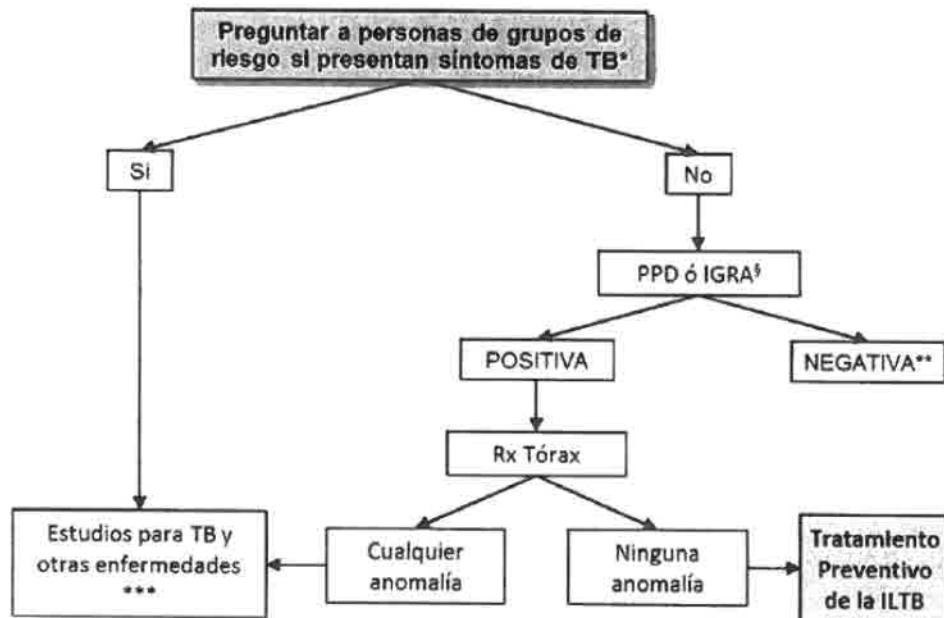 Preguntar a personas de grupos de
riesgo si presentan síntomas de TB*
Si
No
PPD ó IGRA§
POSITIVA
NEGATIVA**
Rx Tórax
Estudios para TB y
otras enfermedades
***
Cualquier
anomalía
Ninguna
anomalía
Tratamiento
Preventivo
de la ILTB